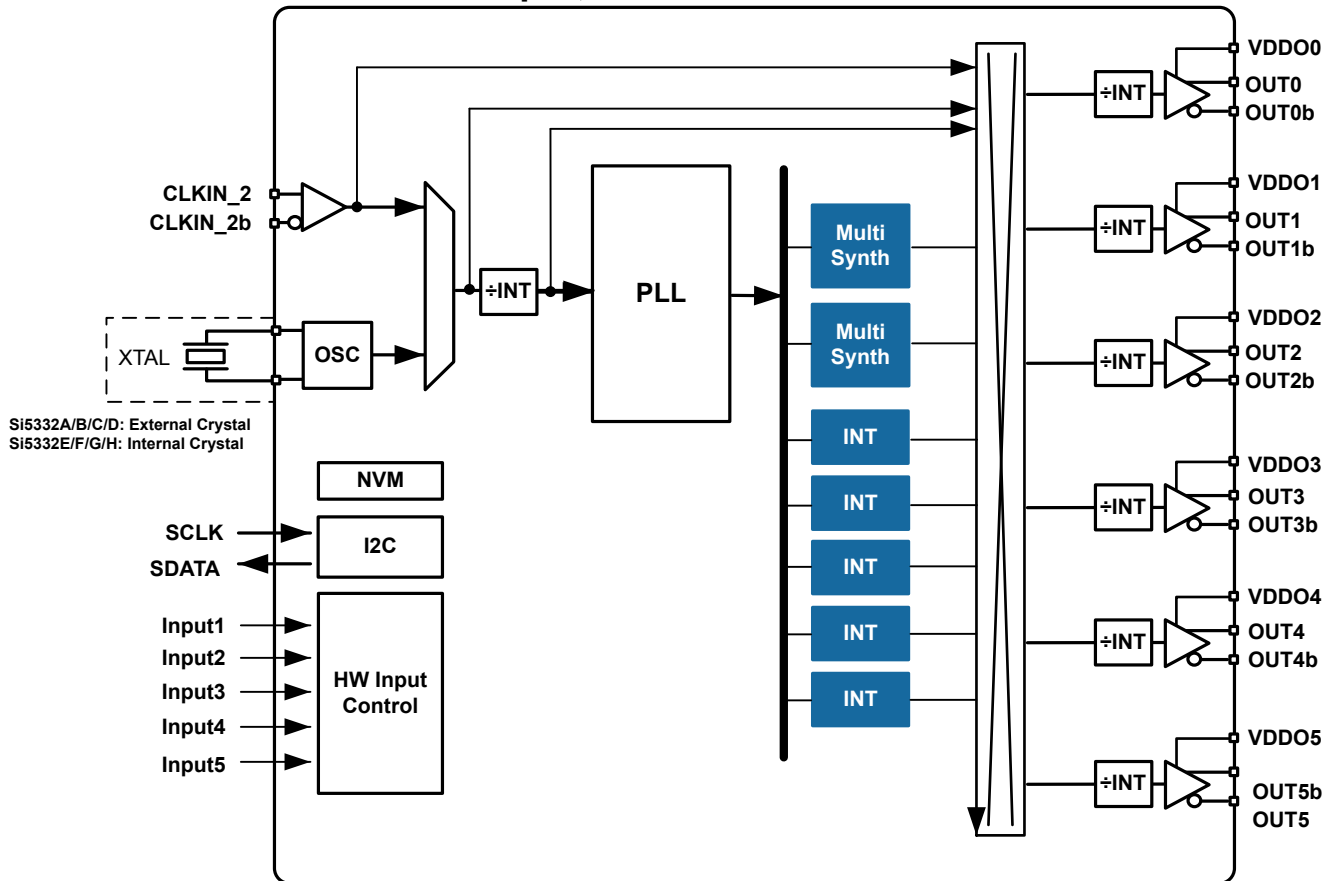 VDDO0
OUT0
÷INT
OUT0b
CLKIN_2
CLKIN_2b
VDDO1
OUT1
÷INT
OUT1b
Multi
Synth
÷INT
PLL
Multi
Synth
VDDO2
OUT2
÷INT
OUT2b
XTAL
OSC
Si5332A/B/C/D: External Crystal
Si5332E/F/G/H: Internal Crystal
INT
NVM
INT
VDDO3
OUT3
÷INT
OUT3b
SCLK
SDATA
I2C
INT
Input1
Input2
Input3
Input4
Input5
HW Input
Control
INT
INT
VDDO4
OUT4
÷INT
OUT4b
VDDO5
÷INT
OUT5b
OUT5